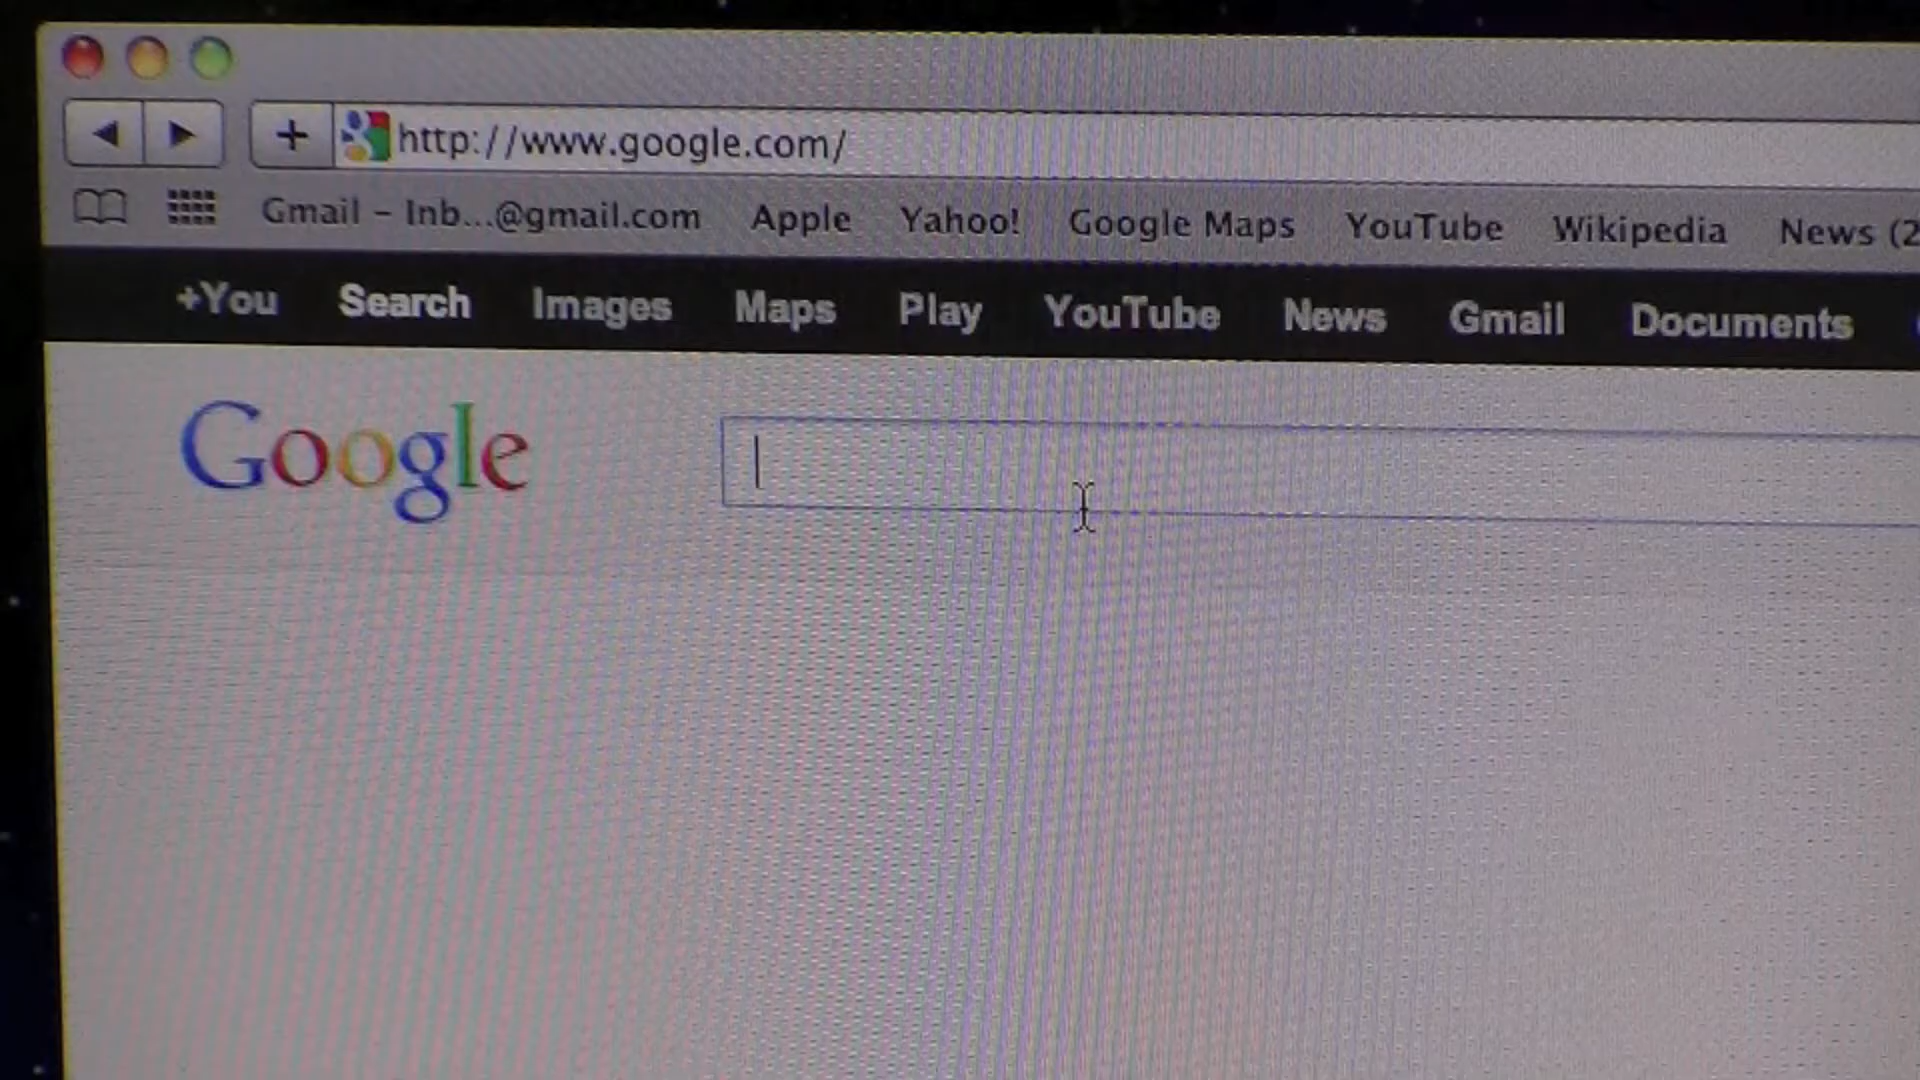 http://www.google.com/
Gmail – Inb...@gmail.com Apple Yahoo! Google Maps YouTube Wikipedia News (2
+You Search Images Maps Play YouTube News Gmail Documents
Google